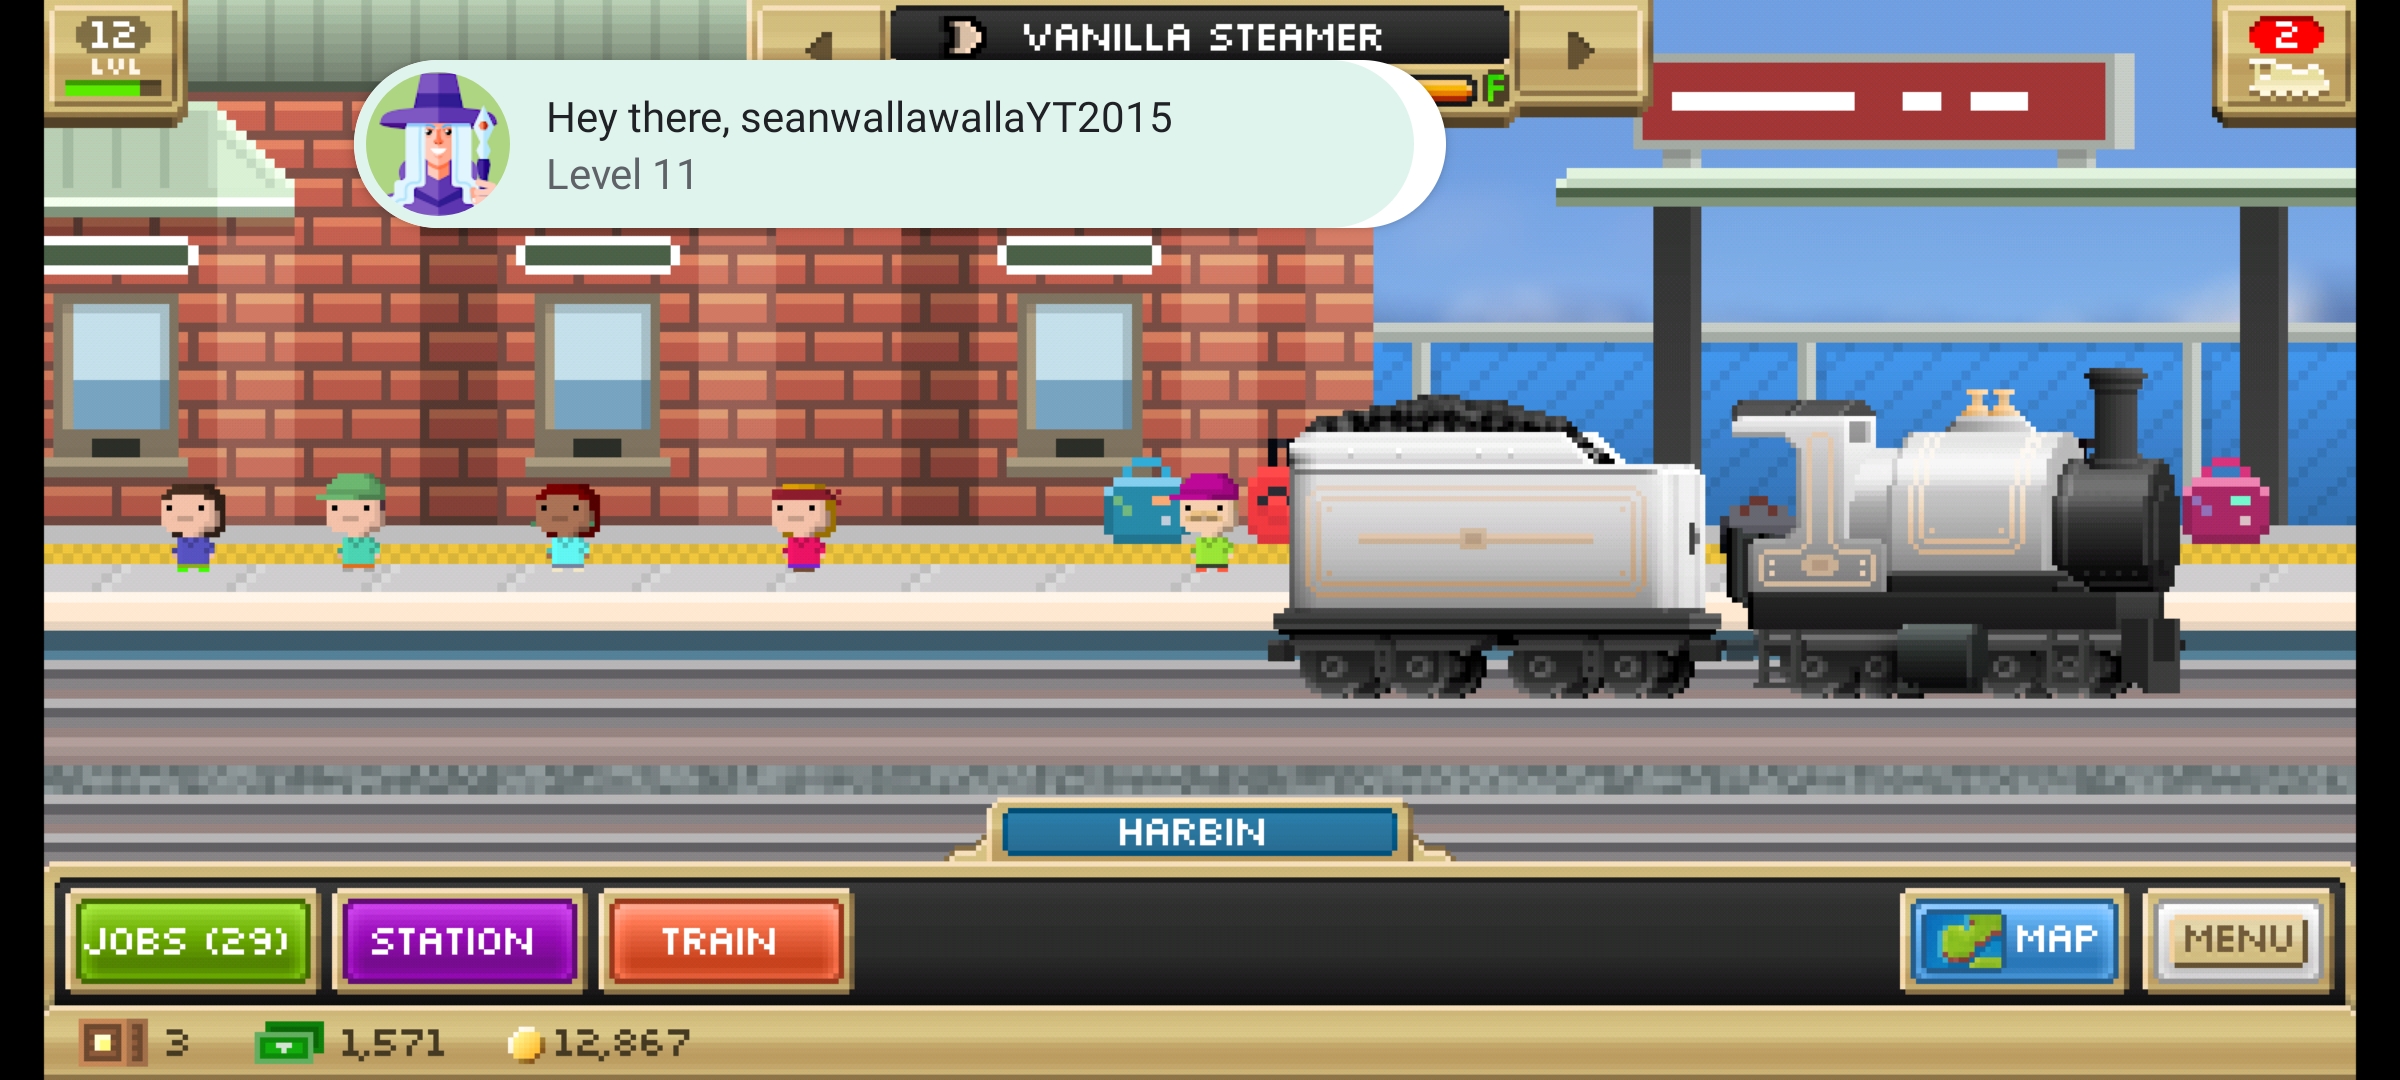 12
LVL
VANILLA STEAMER
F
2
Hey there, seanwallawallaYT2015
Level 11
HARBIN
JOBS (29)
STATION
TRAIN
MAP
MENU
3
1,571
12,867